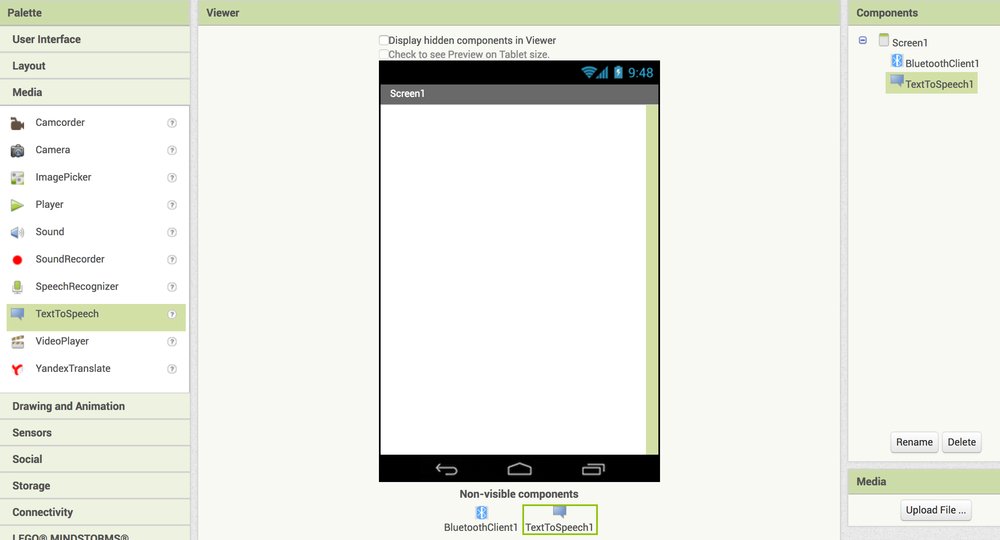 Palette
User Interface
Layout
Media
Camcorder ?
Camera ?
ImagePicker ?
Player ?
Sound ?
SoundRecorder ?
SpeechRecognizer ?
TextToSpeech ?
VideoPlayer ?
YandexTranslate ?
Drawing and Animation
Sensors
Social
Storage
Connectivity
LEGO® MINDSTORMS®
Viewer
Display hidden components in Viewer
Check to see Preview on Tablet size.
9:48
Screen1
Non-visible components
BluetoothClient1 TextToSpeech1
Components
Screen1
BluetoothClient1
TextToSpeech1
Rename Delete
Media
Upload File ...